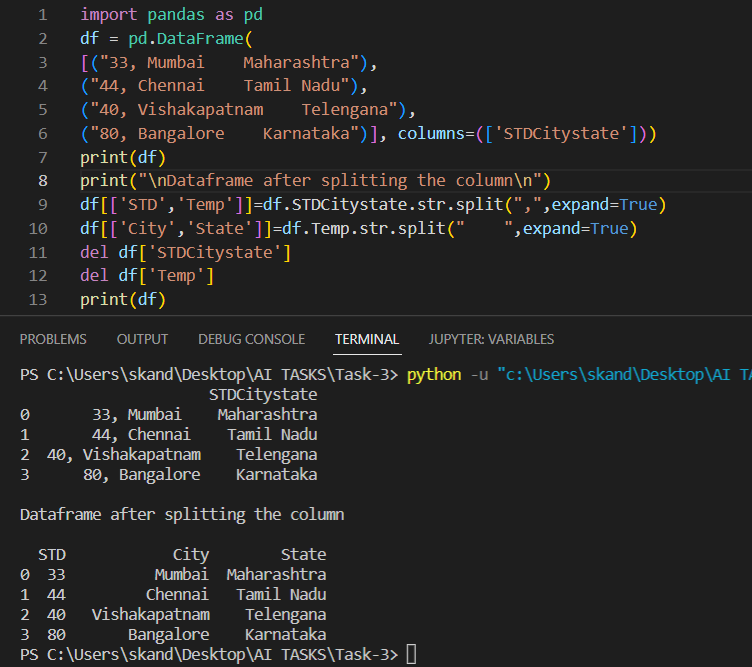 1 import pandas as pd
2 df = pd.DataFrame(
3 [("33, Mumbai    Maharashtra"),
4 ("44, Chennai    Tamil Nadu"),
5 ("40, Vishakapatnam    Telengana"),
6 ("80, Bangalore    Karnataka")], columns=(['STDCitystate']))
7 print(df)
8 print("\nDataframe after splitting the column\n")
9 df[['STD','Temp']]=df.STDCitystate.str.split(",",expand=True)
10 df[['City','State']]=df.Temp.str.split("    ",expand=True)
11 del df['STDCitystate']
12 del df['Temp']
13 print(df)
PROBLEMS OUTPUT DEBUG CONSOLE TERMINAL JUPYTER: VARIABLES
PS C:\Users\skand\Desktop\AI TASKS\Task-3> python -u "c:\Users\skand\Desktop\AI
                     STDCitystate
0       33, Mumbai    Maharashtra
1       44, Chennai    Tamil Nadu
2  40, Vishakapatnam    Telengana
3      80, Bangalore    Karnataka

Dataframe after splitting the column

  STD            City        State
0  33          Mumbai  Maharashtra
1  44         Chennai   Tamil Nadu
2  40   Vishakapatnam    Telengana
3  80       Bangalore    Karnataka
PS C:\Users\skand\Desktop\AI TASKS\Task-3>